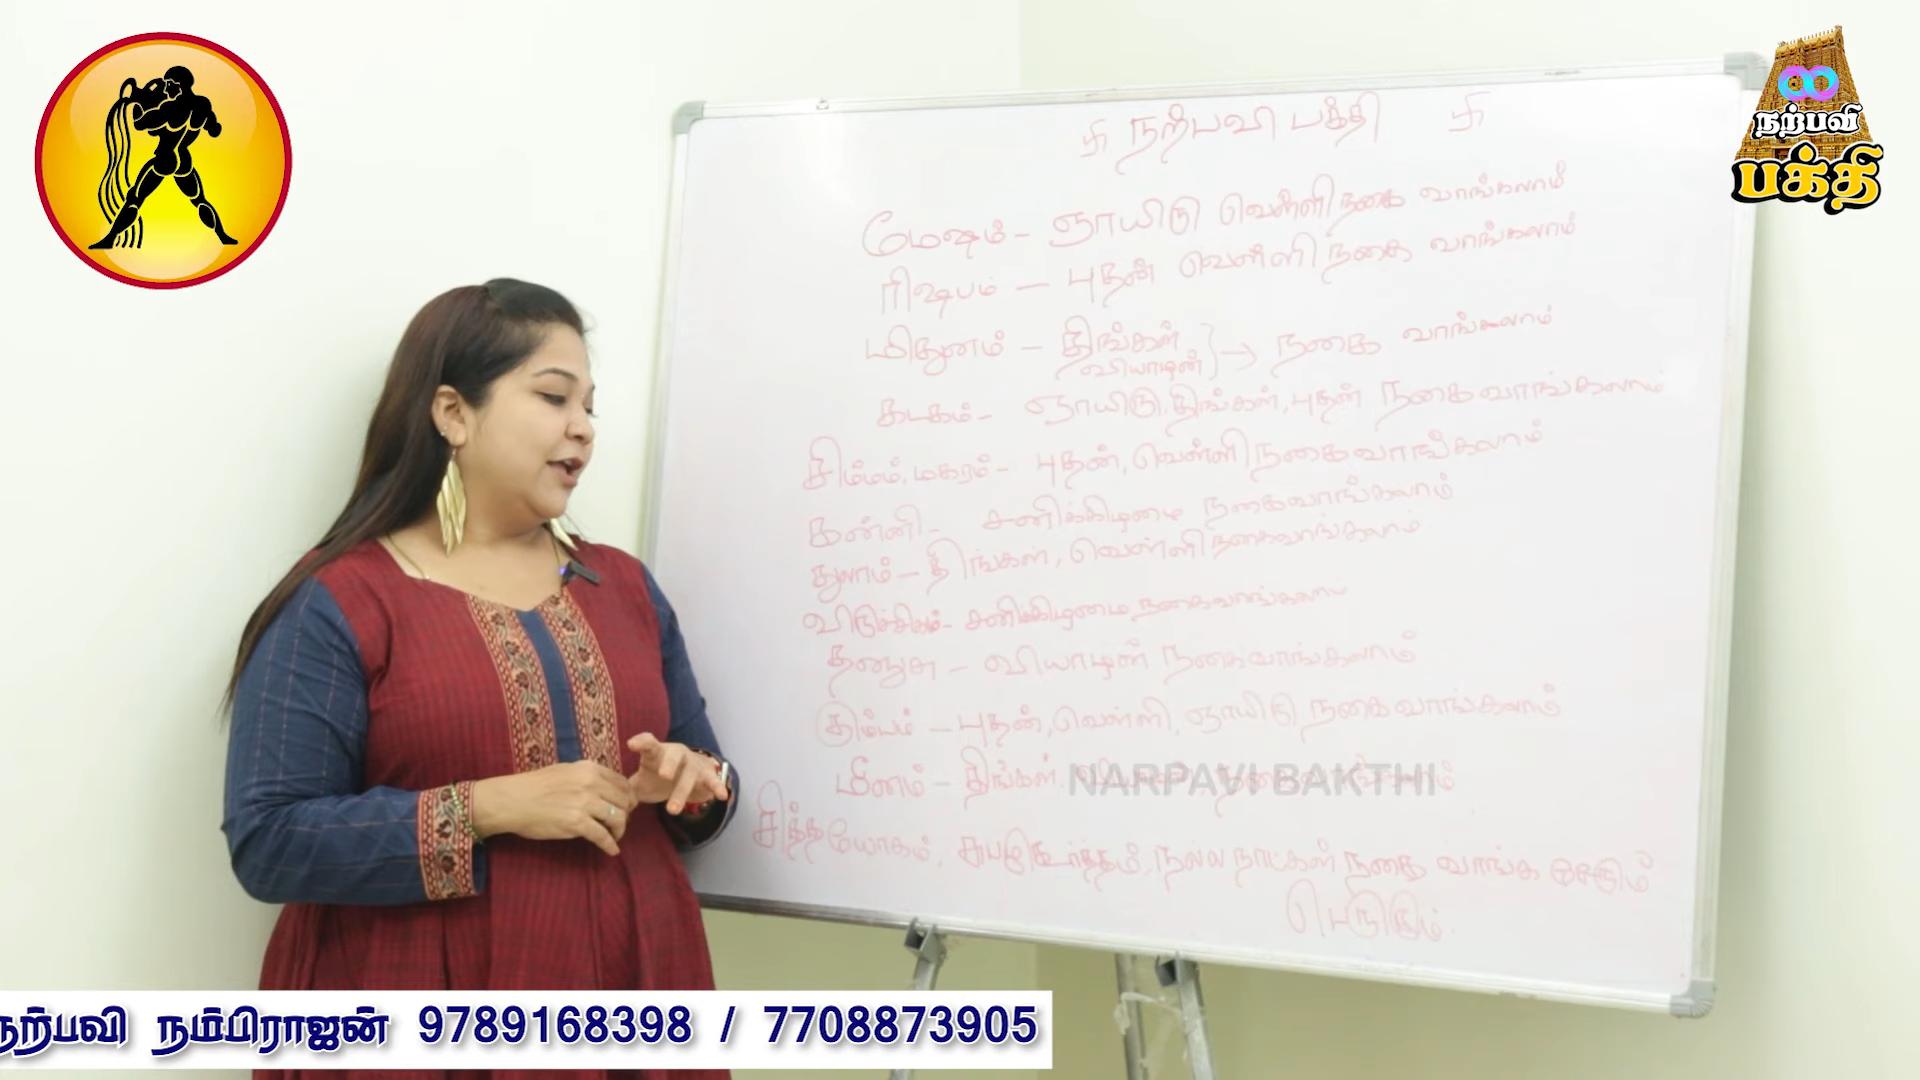 நற்பவி பக்தி
நற்பவி
பக்தி
மேஷம் - ஞாயிறு வெள்ளி நகை வாங்கலாம்
ரிஷபம் - புதன் வெள்ளி நகை வாங்கலாம்
மிதுனம் - திங்கள் வியாழன் } → நகை வாங்கலாம்
கடகம் - ஞாயிறு, திங்கள், புதன் நகை வாங்கலாம்
சிம்மம், மகரம் - புதன், வெள்ளி நகை வாங்கலாம்
கன்னி - சனிக்கிழமை நகை வாங்கலாம்
துலாம் - திங்கள், வெள்ளி நகை வாங்கலாம்
விருச்சிகம் - சனிக்கிழமை நகை வாங்கலாம்
தனுசு - வியாழன் நகை வாங்கலாம்
கும்பம் - புதன், வெள்ளி, ஞாயிறு நகை வாங்கலாம்
மீனம் - திங்கள்
NARPAVI BAKTHI
சித்தயோகம், சுபமுகூர்த்தம், நல்ல நாட்கள் நகை வாங்க
பெருகும்
நற்பவி நம்பிராஜன் 9789168398 / 7708873905